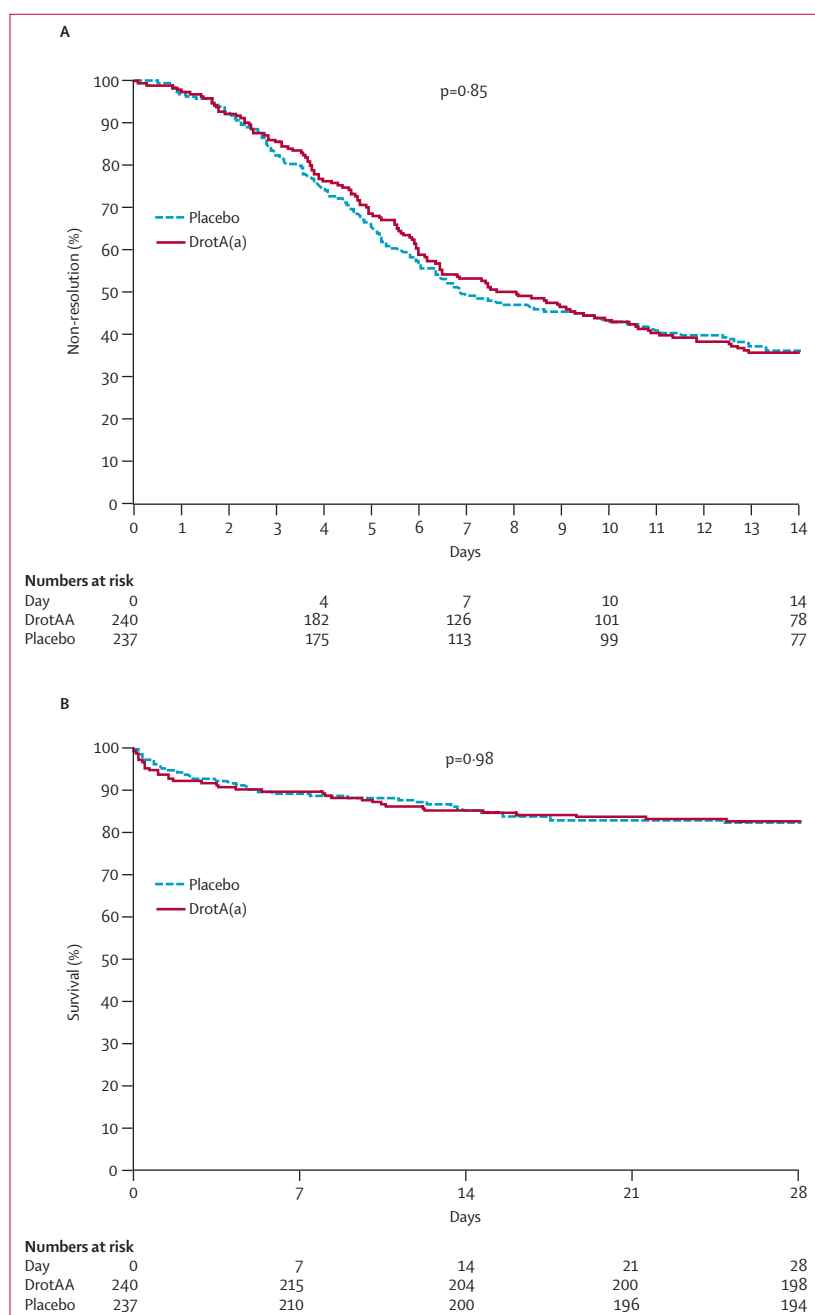 A
100
90
80
70
60
50
40
30
20
10
0
Non-resolution (%)
p=0·85
Placebo
DrotA(a)
0 1 2 3 4 5 6 7 8 9 10 11 12 13 14
Days
Numbers at risk
Day 0 4 7 10 14
DrotAA 240 182 126 101 78
Placebo 237 175 113 99 77
B
100
90
80
70
60
50
40
30
20
10
0
Survival (%)
p=0·98
Placebo
DrotA(a)
0 7 14 21 28
Days
Numbers at risk
Day 0 7 14 21 28
DrotAA 240 215 204 200 198
Placebo 237 210 200 196 194